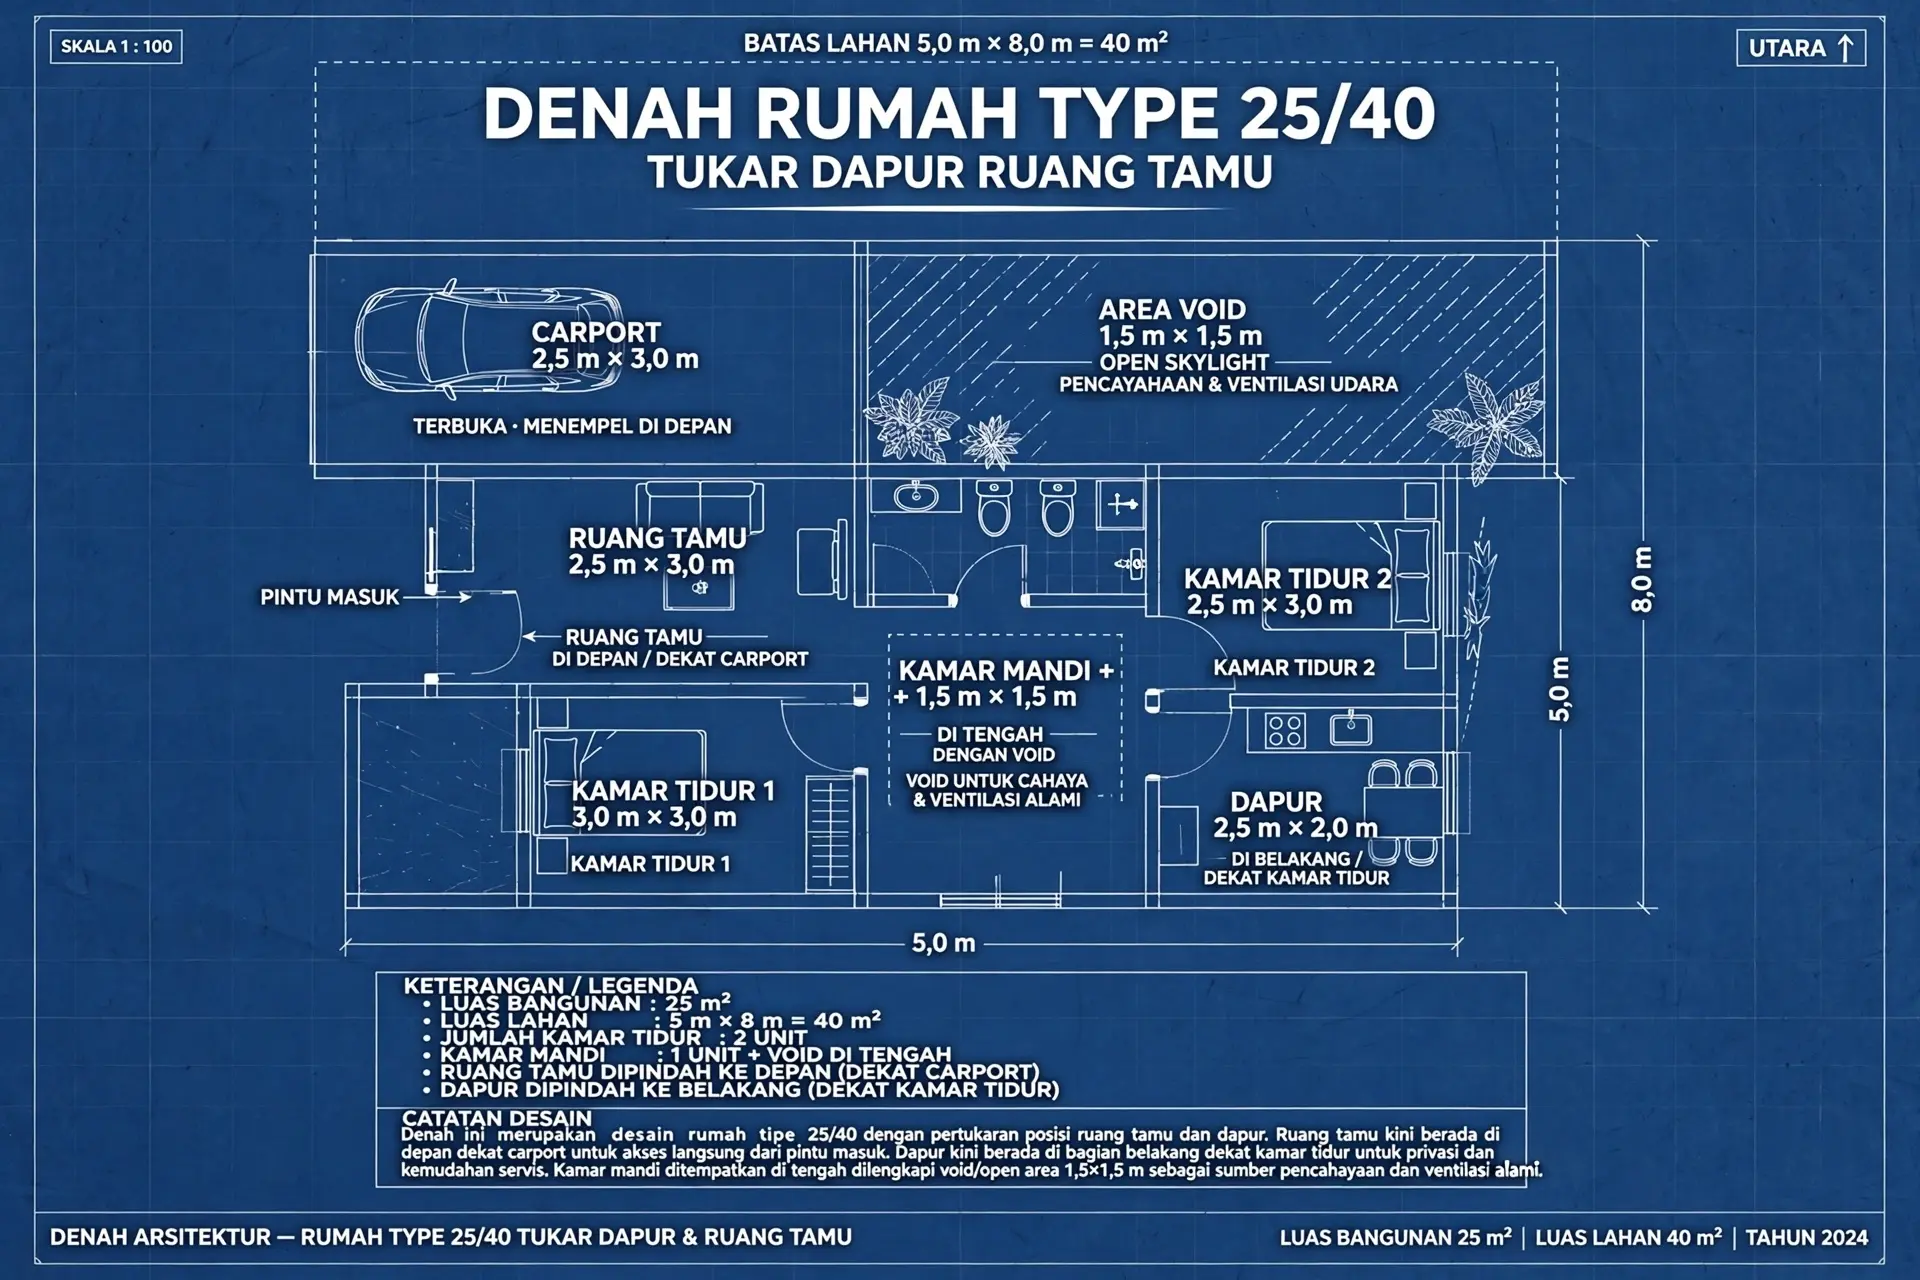 SKALA 1 : 100
BATAS LAHAN 5,0 m × 8,0 m = 40 m²
UTARA ↑
DENAH RUMAH TYPE 25/40
TUKAR DAPUR RUANG TAMU
CARPORT
2,5 m × 3,0 m
TERBUKA · MENEMPEL DI DEPAN
AREA VOID
1,5 m × 1,5 m
OPEN SKYLIGHT
PENCAYAHAAN & VENTILASI UDARA
RUANG TAMU
2,5 m × 3,0 m
PINTU MASUK
RUANG TAMU
DI DEPAN / DEKAT CARPORT
KAMAR TIDUR 2
2,5 m × 3,0 m
KAMAR TIDUR 2
KAMAR MANDI +
+ 1,5 m × 1,5 m
DI TENGAH
DENGAN VOID
VOID UNTUK CAHAYA
& VENTILASI ALAMI
KAMAR TIDUR 1
3,0 m × 3,0 m
KAMAR TIDUR 1
DAPUR
2,5 m × 2,0 m
DI BELAKANG /
DEKAT KAMAR TIDUR
5,0 m
8,0 m
5,0 m
KETERANGAN / LEGENDA
• LUAS BANGUNAN : 25 m²
• LUAS LAHAN : 5 m × 8 m = 40 m²
• JUMLAH KAMAR TIDUR : 2 UNIT
• KAMAR MANDI : 1 UNIT + VOID DI TENGAH
• RUANG TAMU DIPINDAH KE DEPAN (DEKAT CARPORT)
• DAPUR DIPINDAH KE BELAKANG (DEKAT KAMAR TIDUR)
CATATAN DESAIN
Denah ini merupakan desain rumah tipe 25/40 dengan pertukaran posisi ruang tamu dan dapur. Ruang tamu kini berada di
depan dekat carport untuk akses langsung dari pintu masuk. Dapur kini berada di bagian belakang dekat kamar tidur untuk privasi dan
kemudahan servis. Kamar mandi ditempatkan di tengah dilengkapi void/open area 1,5×1,5 m sebagai sumber pencahayaan dan ventilasi alami.
DENAH ARSITEKTUR — RUMAH TYPE 25/40 TUKAR DAPUR & RUANG TAMU
LUAS BANGUNAN 25 m² | LUAS LAHAN 40 m² | TAHUN 2024